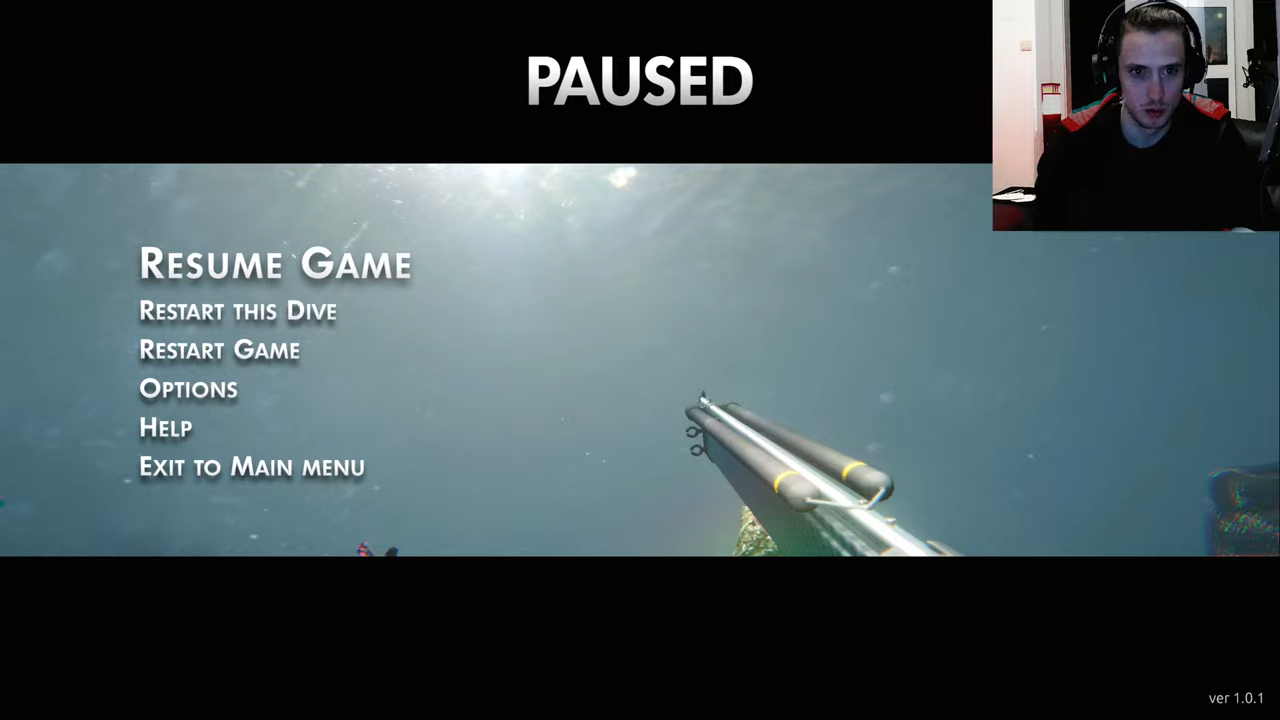 PAUSED
RESUME GAME
RESTART THIS DIVE
RESTART GAME
OPTIONS
HELP
EXIT TO MAIN MENU
ver 1.0.1